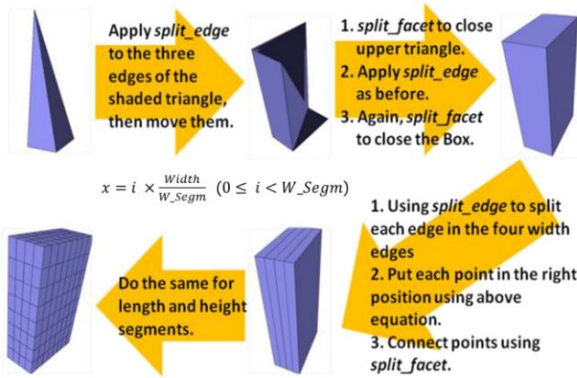 Apply split_edge
to the three
edges of the
shaded triangle,
then move them.
1. split_facet to close
upper triangle.
2. Apply split_edge
as before.
3. Again, split_facet
to close the Box.
x = i × Width/W_Segm (0 ≤ i < W_Segm)
1. Using split_edge to split
each edge in the four width
edges
2. Put each point in the right
position using above
equation.
3. Connect points using
split_facet.
Do the same for
length and height
segments.